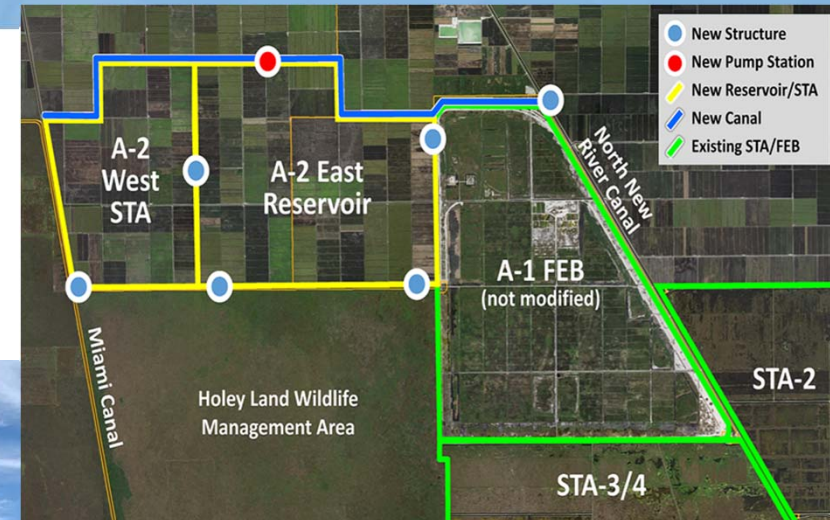 New Structure
New Pump Station
New Reservoir/STA
New Canal
Existing STA/FEB
A-2
West
STA
A-2 East
Reservoir
North New
River Canal
A-1 FEB
(not modified)
Miami Canal
Holey Land Wildlife
Management Area
STA-2
STA-3/4